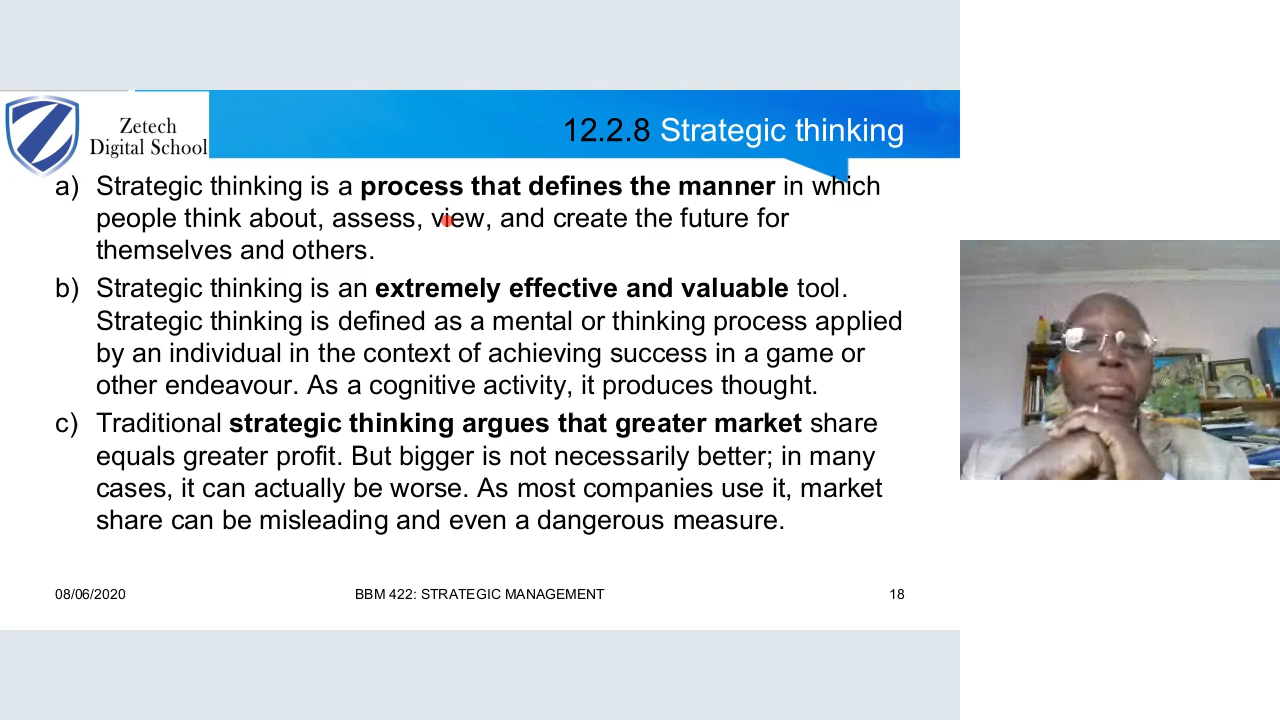 Zetech
Digital School
12.2.8 Strategic thinking
a) Strategic thinking is a process that defines the manner in which
people think about, assess, view, and create the future for
themselves and others.
b) Strategic thinking is an extremely effective and valuable tool.
Strategic thinking is defined as a mental or thinking process applied
by an individual in the context of achieving success in a game or
other endeavour. As a cognitive activity, it produces thought.
c) Traditional strategic thinking argues that greater market share
equals greater profit. But bigger is not necessarily better; in many
cases, it can actually be worse. As most companies use it, market
share can be misleading and even a dangerous measure.
08/06/2020 BBM 422: STRATEGIC MANAGEMENT 18